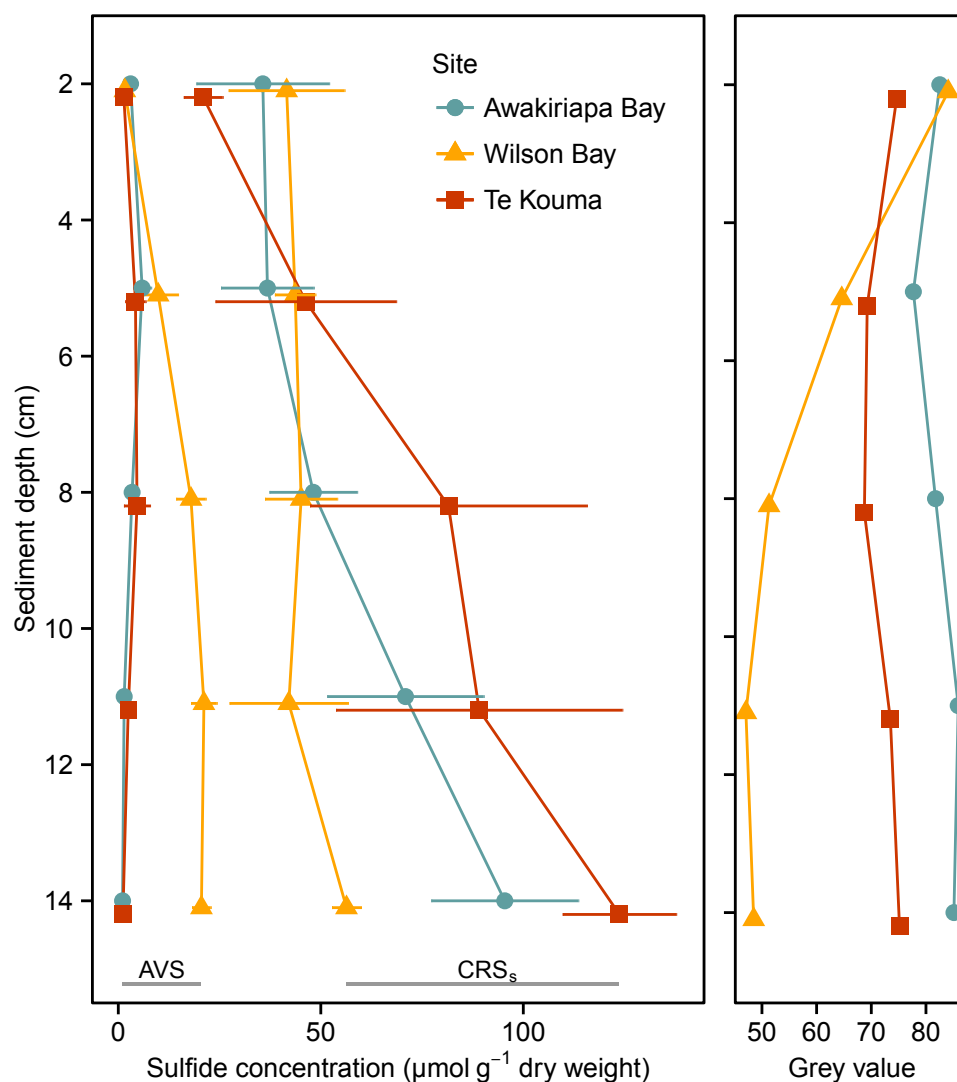 Site
Awakiriapa Bay
Wilson Bay
Te Kouma
2
4
6
8
10
12
14
Sediment depth (cm)
AVS
CRSₛ
0 50 100
Sulfide concentration (μmol g⁻¹ dry weight)
50 60 70 80
Grey value